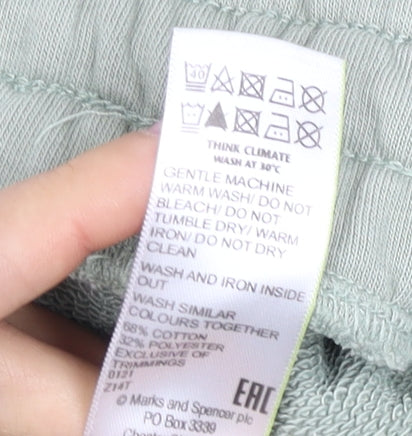 40
THINK CLIMATE
WASH AT 30°C
GENTLE MACHINE
WARM WASH/ DO NOT
BLEACH/ DO NOT
TUMBLE DRY/ WARM
IRON/ DO NOT DRY
CLEAN
WASH AND IRON INSIDE
OUT
WASH SIMILAR
COLOURS TOGETHER
68% COTTON
32% POLYESTER
EXCLUSIVE OF
TRIMMINGS
0121
Z14T
EAC
© Marks and Spencer plc
PO Box 3339